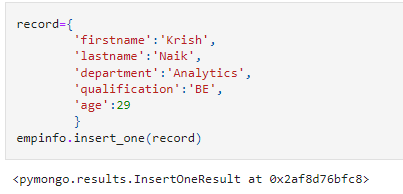 record={
        'firstname':'Krish',
        'lastname':'Naik',
        'department':'Analytics',
        'qualification':'BE',
        'age':29
        }
empinfo.insert_one(record)
<pymongo.results.InsertOneResult at 0x2af8d76bfc8>